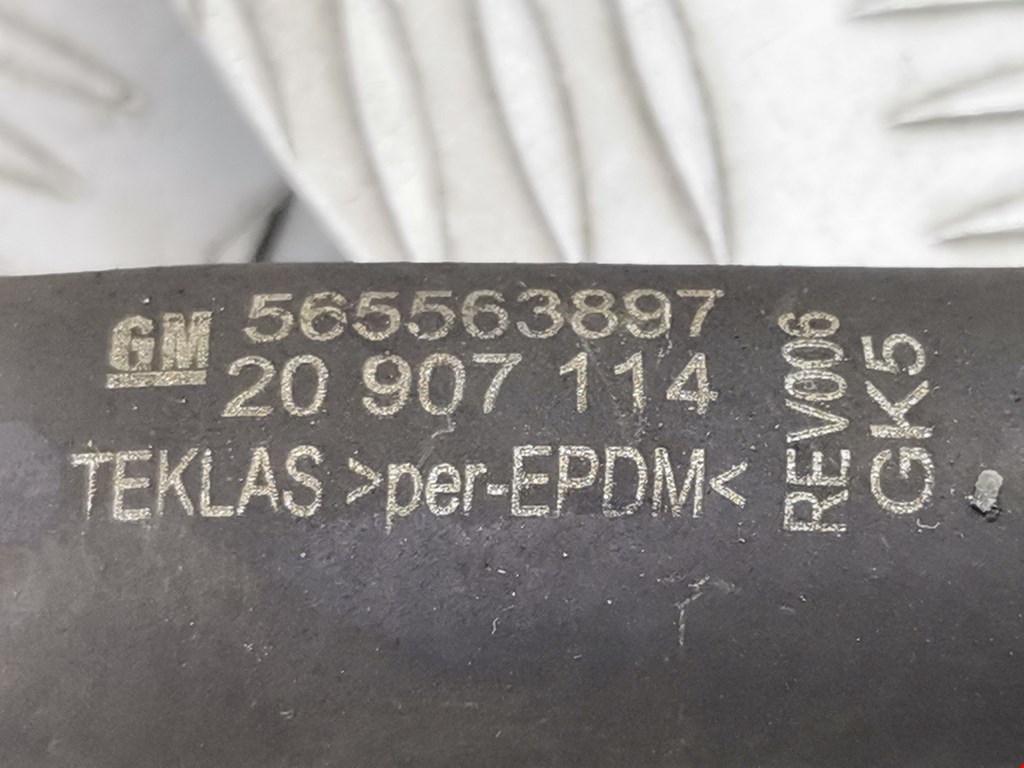 GM 565563897
20 907 114
TEKLAS >per-EPDM<
REV006
GK5